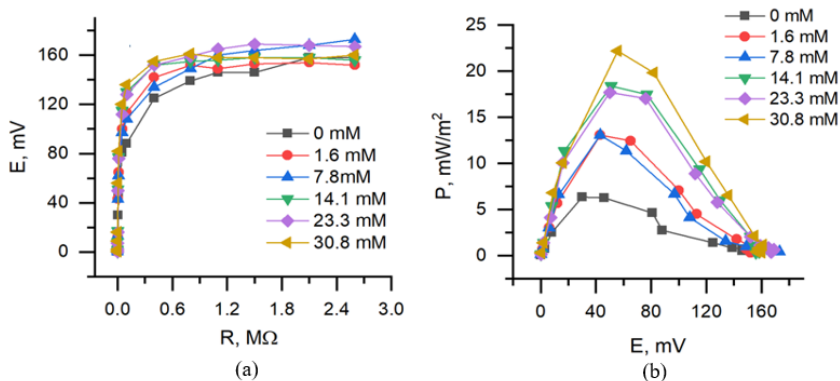 E, mV
160
120
80
40
0
0 mM
1.6 mM
7.8mM
14.1 mM
23.3 mM
30.8 mM
0.0 0.6 1.2 1.8 2.4 3.0
R, MΩ
(a)
P, mW/m²
25
20
15
10
5
0
0 mM
1.6 mM
7.8 mM
14.1 mM
23.3 mM
30.8 mM
0 40 80 120 160
E, mV
(b)